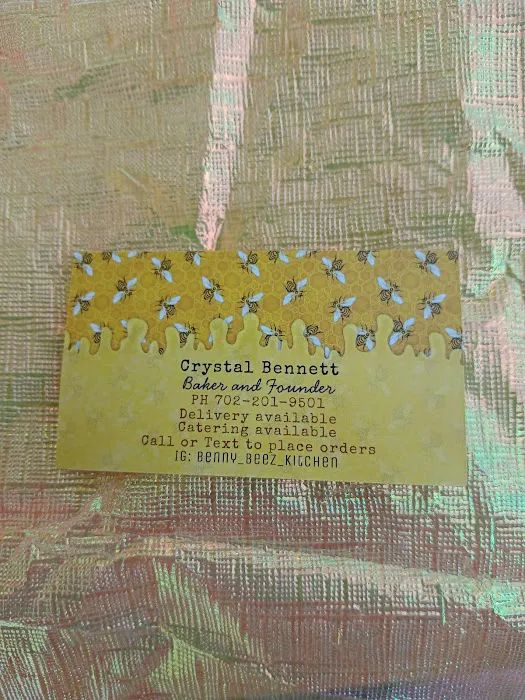 Crystal Bennett
Baker and Founder
PH 702-201-9501
Delivery available
Catering available
Call or Text to place orders
IG: BENNY_BEEZ_KITCHEN